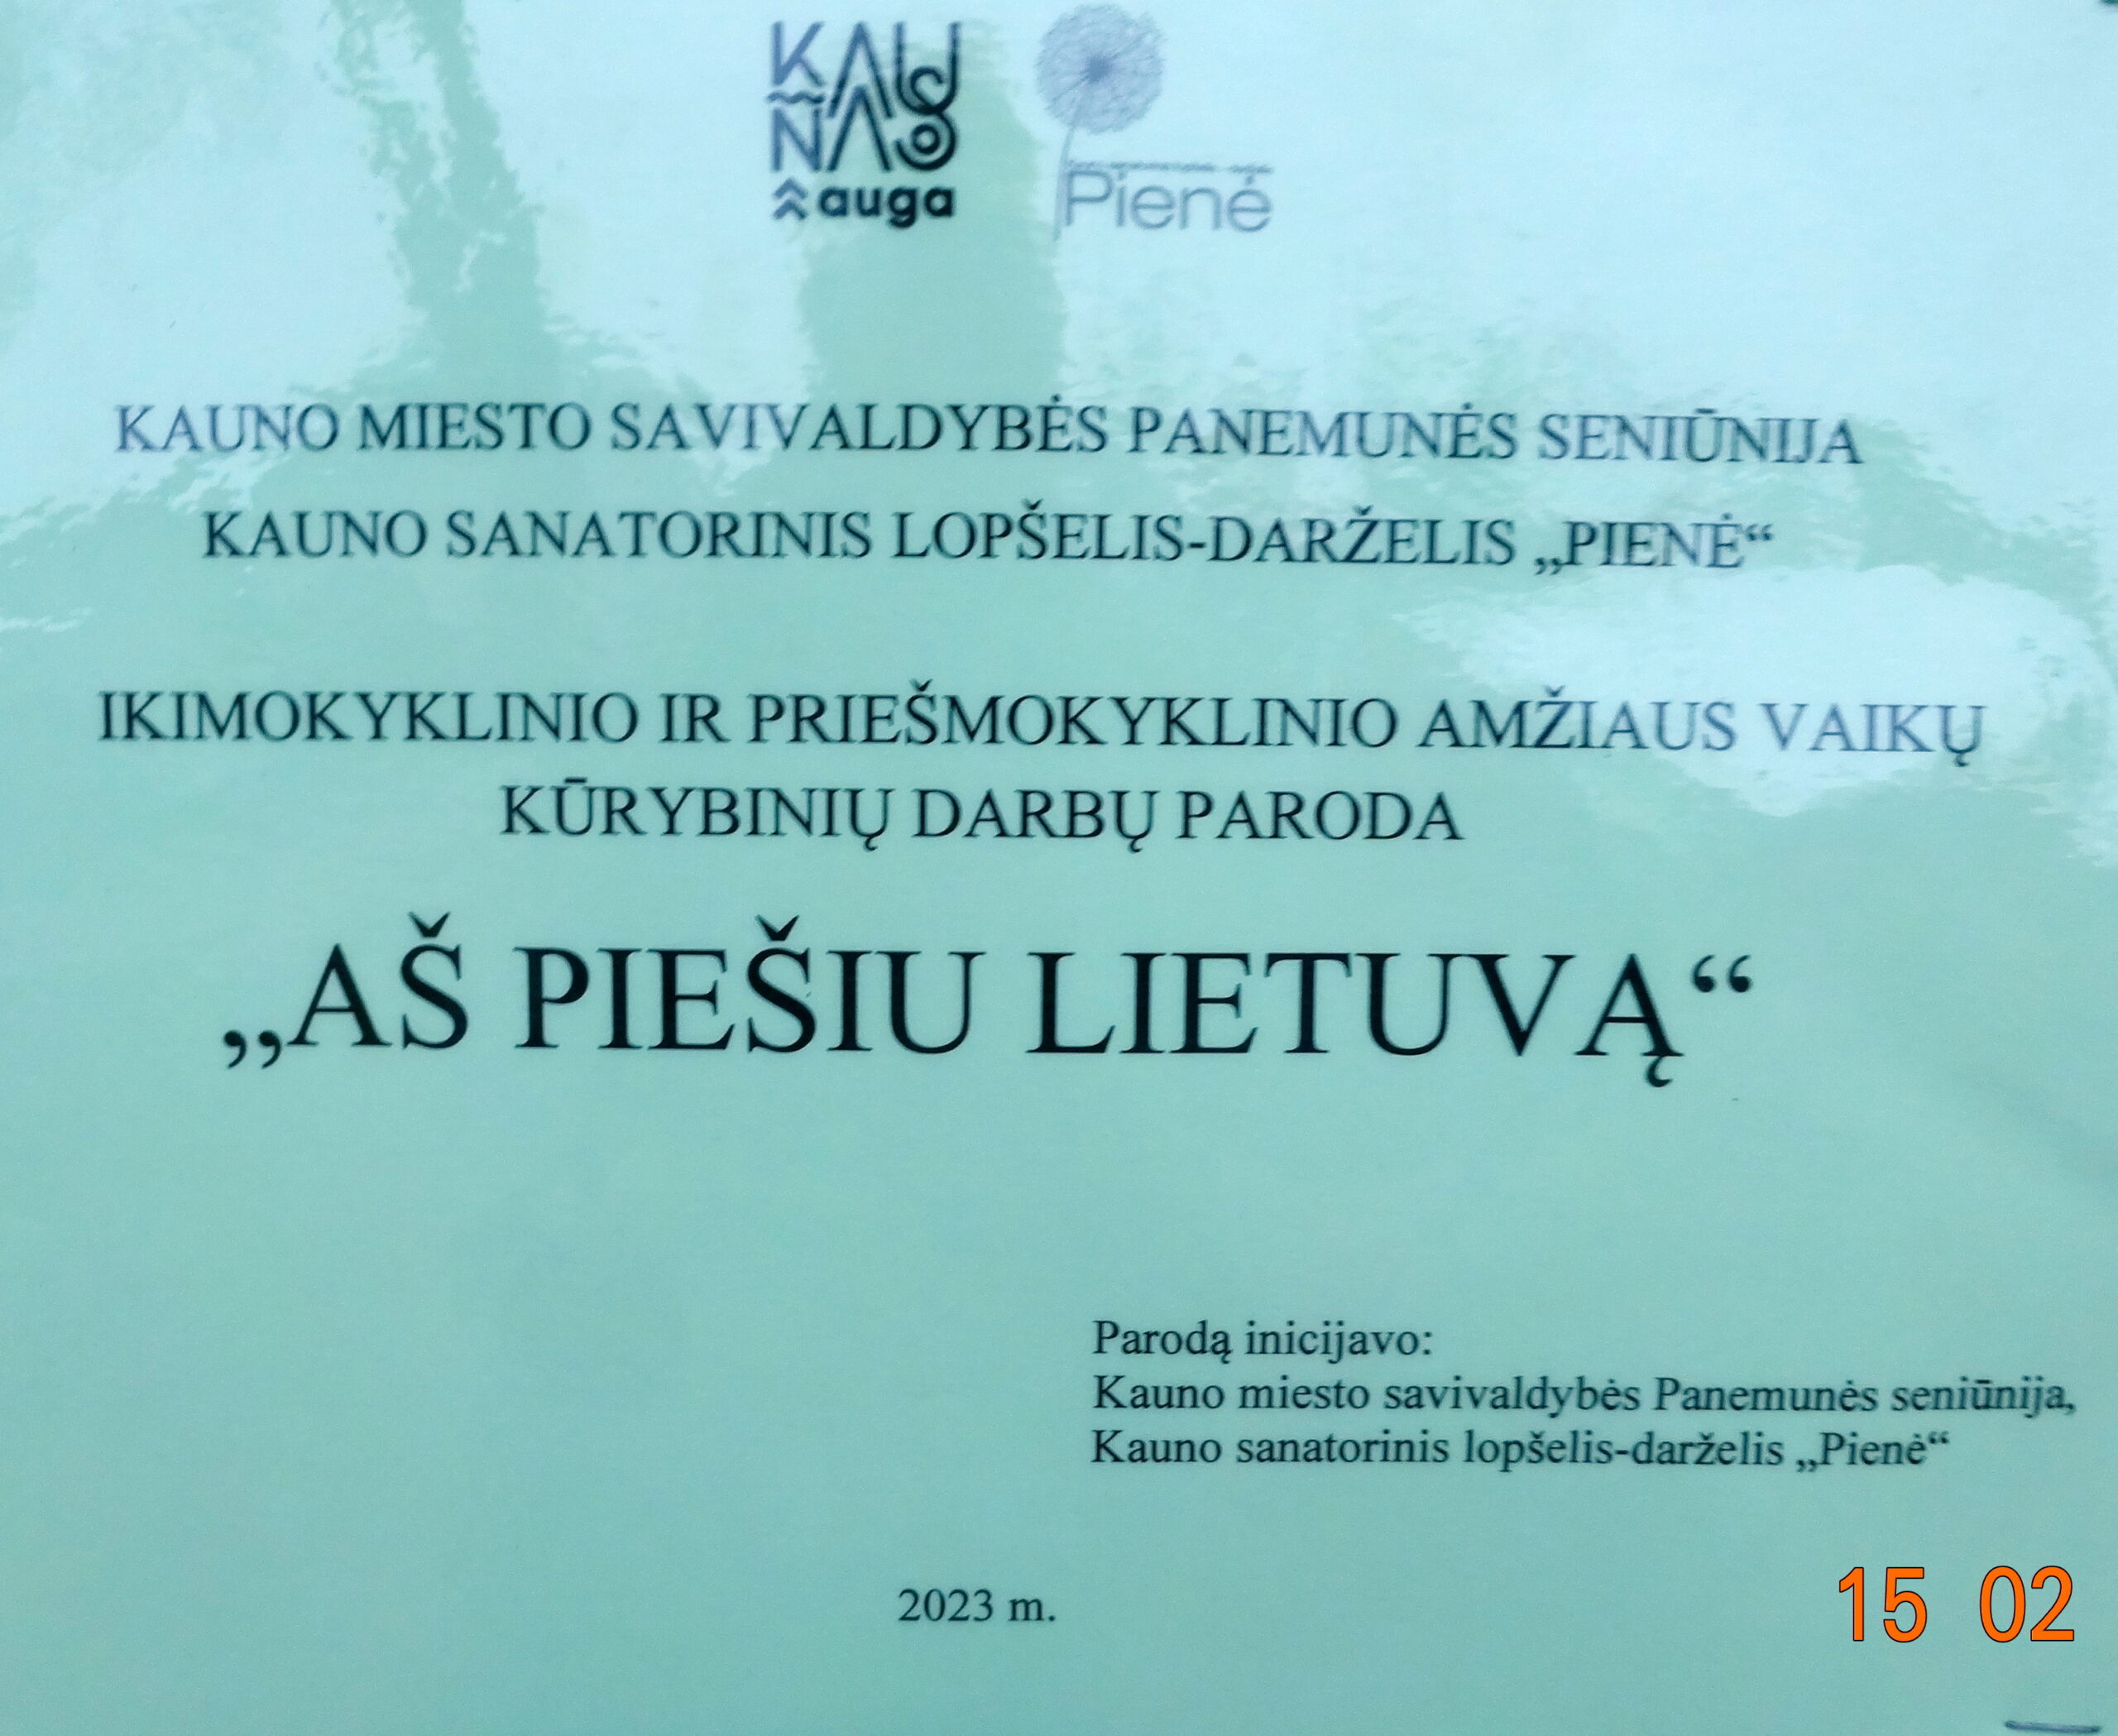 KAUNAS
auga
Pienė
KAUNO MIESTO SAVIVALDYBĖS PANEMUNĖS SENIŪNIJA
KAUNO SANATORINIS LOPŠELIS-DARŽELIS „PIENĖ“
IKIMOKYKLINIO IR PRIEŠMOKYKLINIO AMŽIAUS VAIKŲ
KŪRYBINIŲ DARBŲ PARODA
„AŠ PIEŠIU LIETUVĄ“
Parodą inicijavo:
Kauno miesto savivaldybės Panemunės seniūnija,
Kauno sanatorinis lopšelis-darželis „Pienė“
2023 m.
15 02